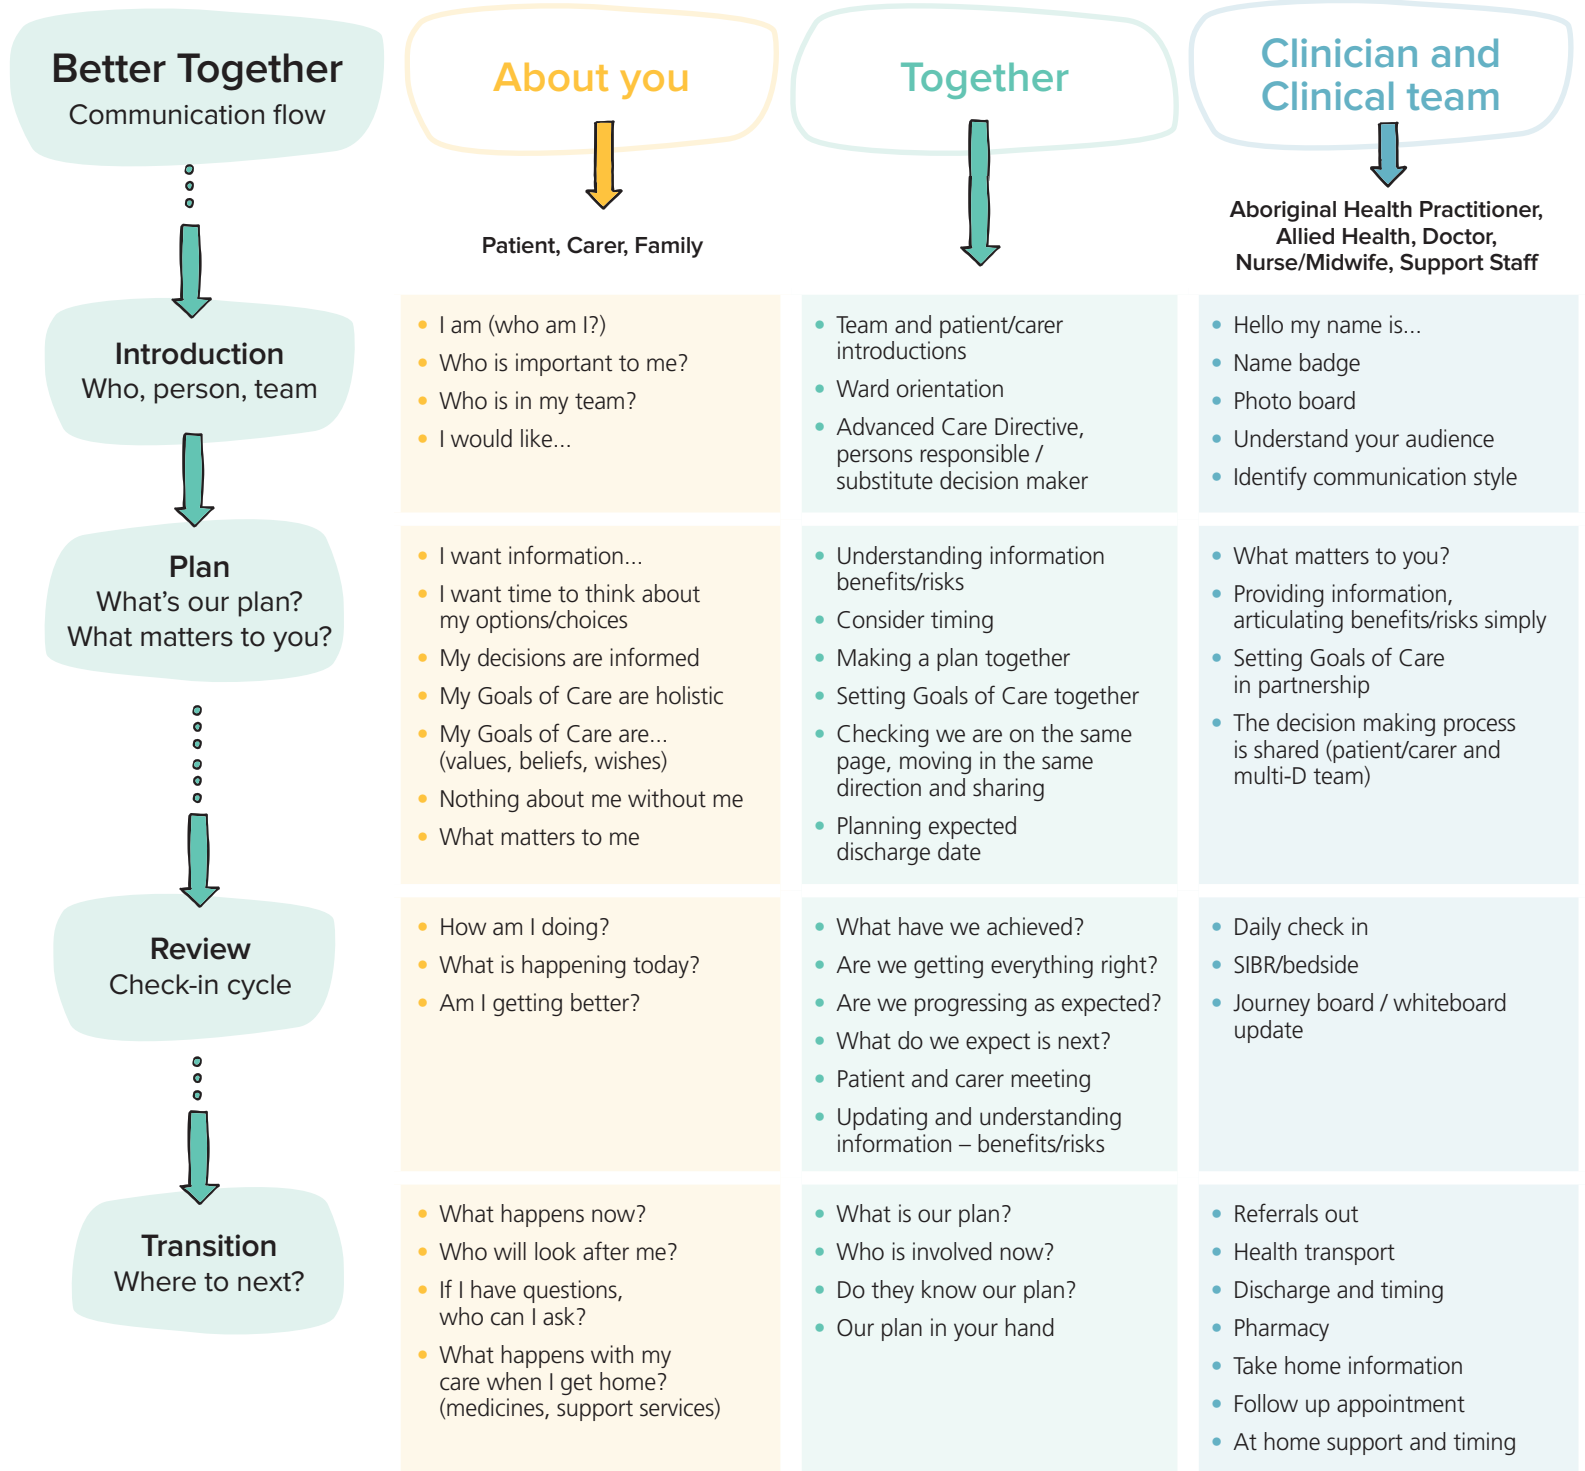 Better Together
Communication flow
About you
Together
Clinician and
Clinical team
Patient, Carer, Family
Aboriginal Health Practitioner,
Allied Health, Doctor,
Nurse/Midwife, Support Staff
Introduction
Who, person, team
• I am (who am I?)
• Who is important to me?
• Who is in my team?
• I would like...
• Team and patient/carer
introductions
• Ward orientation
• Advanced Care Directive,
persons responsible /
substitute decision maker
• Hello my name is...
• Name badge
• Photo board
• Understand your audience
• Identify communication style
Plan
What's our plan?
What matters to you?
• I want information...
• I want time to think about
my options/choices
• My decisions are informed
• My Goals of Care are holistic
• My Goals of Care are...
(values, beliefs, wishes)
• Nothing about me without me
• What matters to me
• Understanding information
benefits/risks
• Consider timing
• Making a plan together
• Setting Goals of Care together
• Checking we are on the same
page, moving in the same
direction and sharing
• Planning expected
discharge date
• What matters to you?
• Providing information,
articulating benefits/risks simply
• Setting Goals of Care
in partnership
• The decision making process
is shared (patient/carer and
multi-D team)
Review
Check-in cycle
• How am I doing?
• What is happening today?
• Am I getting better?
• What have we achieved?
• Are we getting everything right?
• Are we progressing as expected?
• What do we expect is next?
• Patient and carer meeting
• Updating and understanding
information – benefits/risks
• Daily check in
• SIBR/bedside
• Journey board / whiteboard
update
Transition
Where to next?
• What happens now?
• Who will look after me?
• If I have questions,
who can I ask?
• What happens with my
care when I get home?
(medicines, support services)
• What is our plan?
• Who is involved now?
• Do they know our plan?
• Our plan in your hand
• Referrals out
• Health transport
• Discharge and timing
• Pharmacy
• Take home information
• Follow up appointment
• At home support and timing